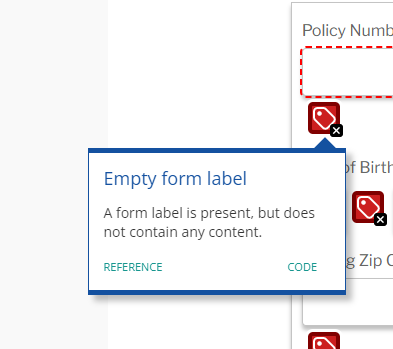 Policy Numb
Empty form label
of Birth
A form label is present, but does
not contain any content.
g Zip C
REFERENCE
CODE